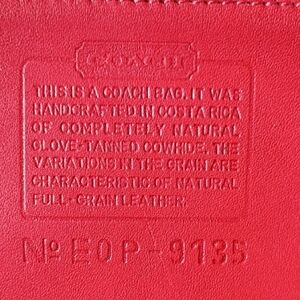 COACH
THIS IS A COACH BAG. IT WAS
HANDCRAFTED IN COSTA RICA
OF COMPLETELY NATURAL
GLOVE-TANNED COWHIDE. THE
VARIATIONS IN THE GRAIN ARE
CHARACTERISTIC OF NATURAL
FULL-GRAIN LEATHER.
No E0P-9135